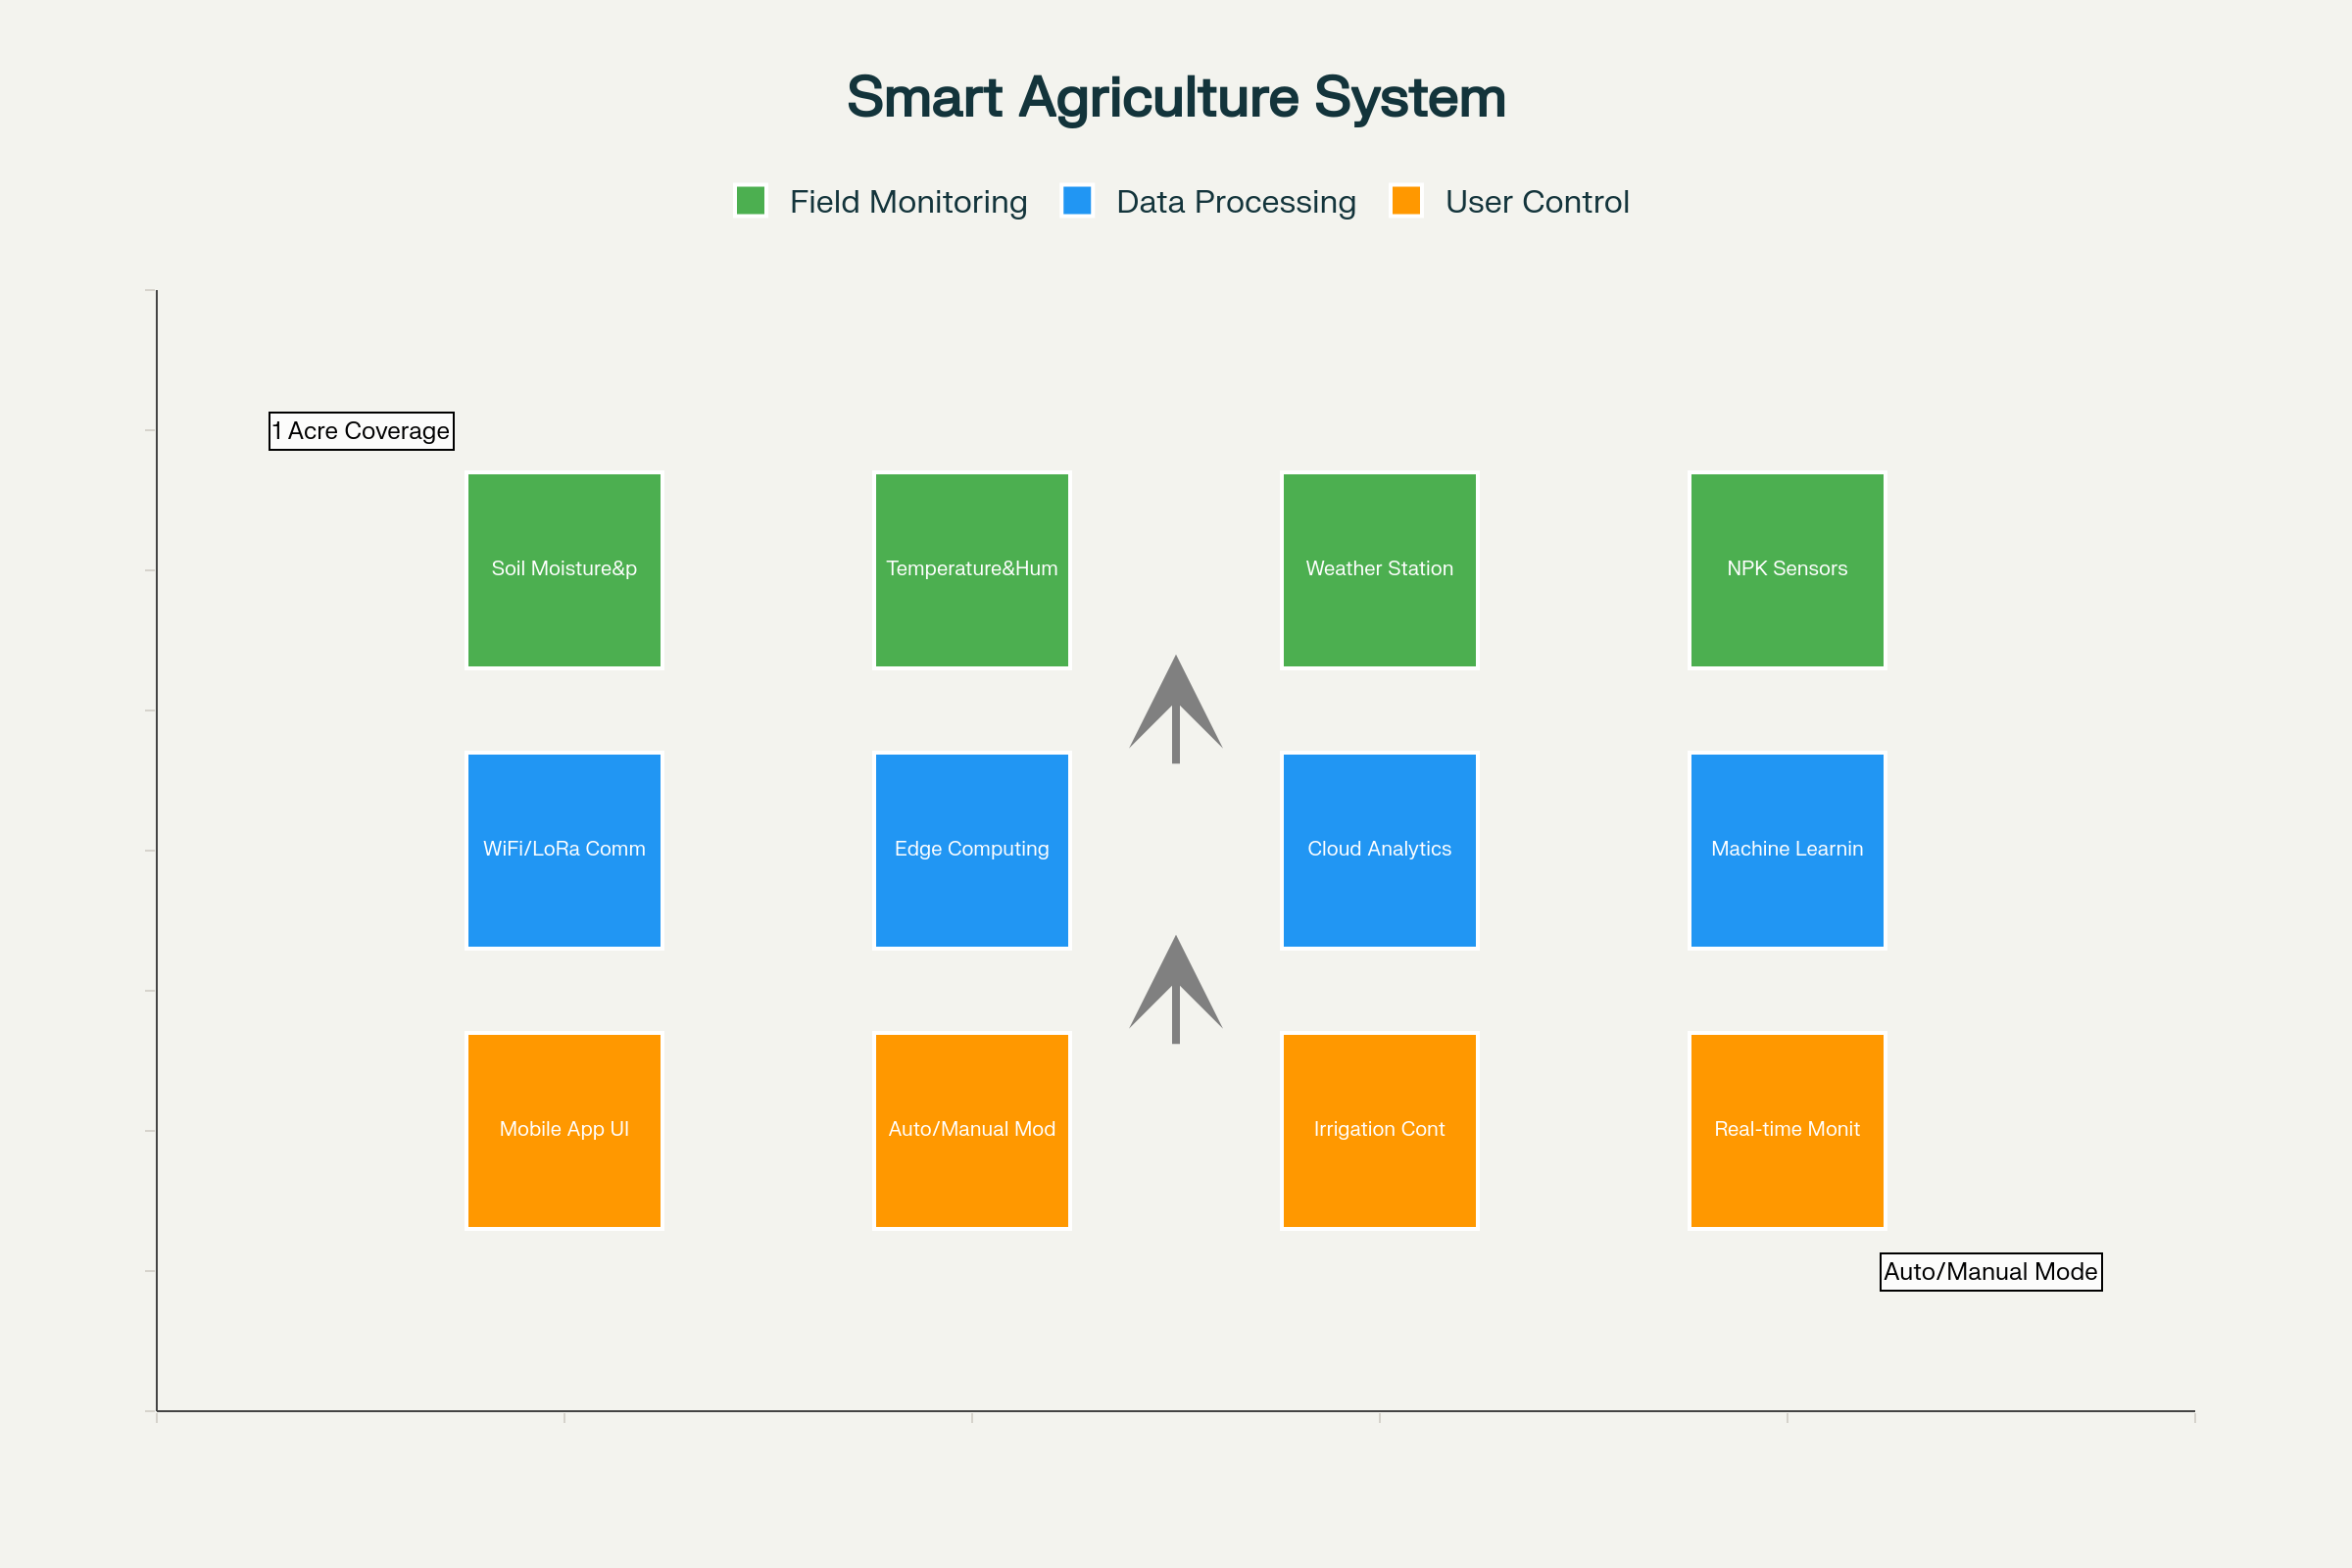 Smart Agriculture System
Field Monitoring
Data Processing
User Control
1 Acre Coverage
Soil Moisture&p
Temperature&Hum
Weather Station
NPK Sensors
WiFi/LoRa Comm
Edge Computing
Cloud Analytics
Machine Learnin
Mobile App UI
Auto/Manual Mod
Irrigation Cont
Real-time Monit
Auto/Manual Mode